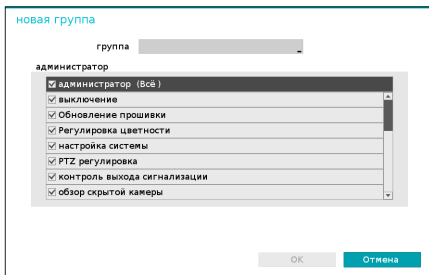 новая группа
группа
администратор
администратор (Всё)
выключение
Обновление прошивки
Регулировка цветности
настройка системы
PTZ регулировка
контроль выхода сигнализации
обзор скрытой камеры
OK Отмена